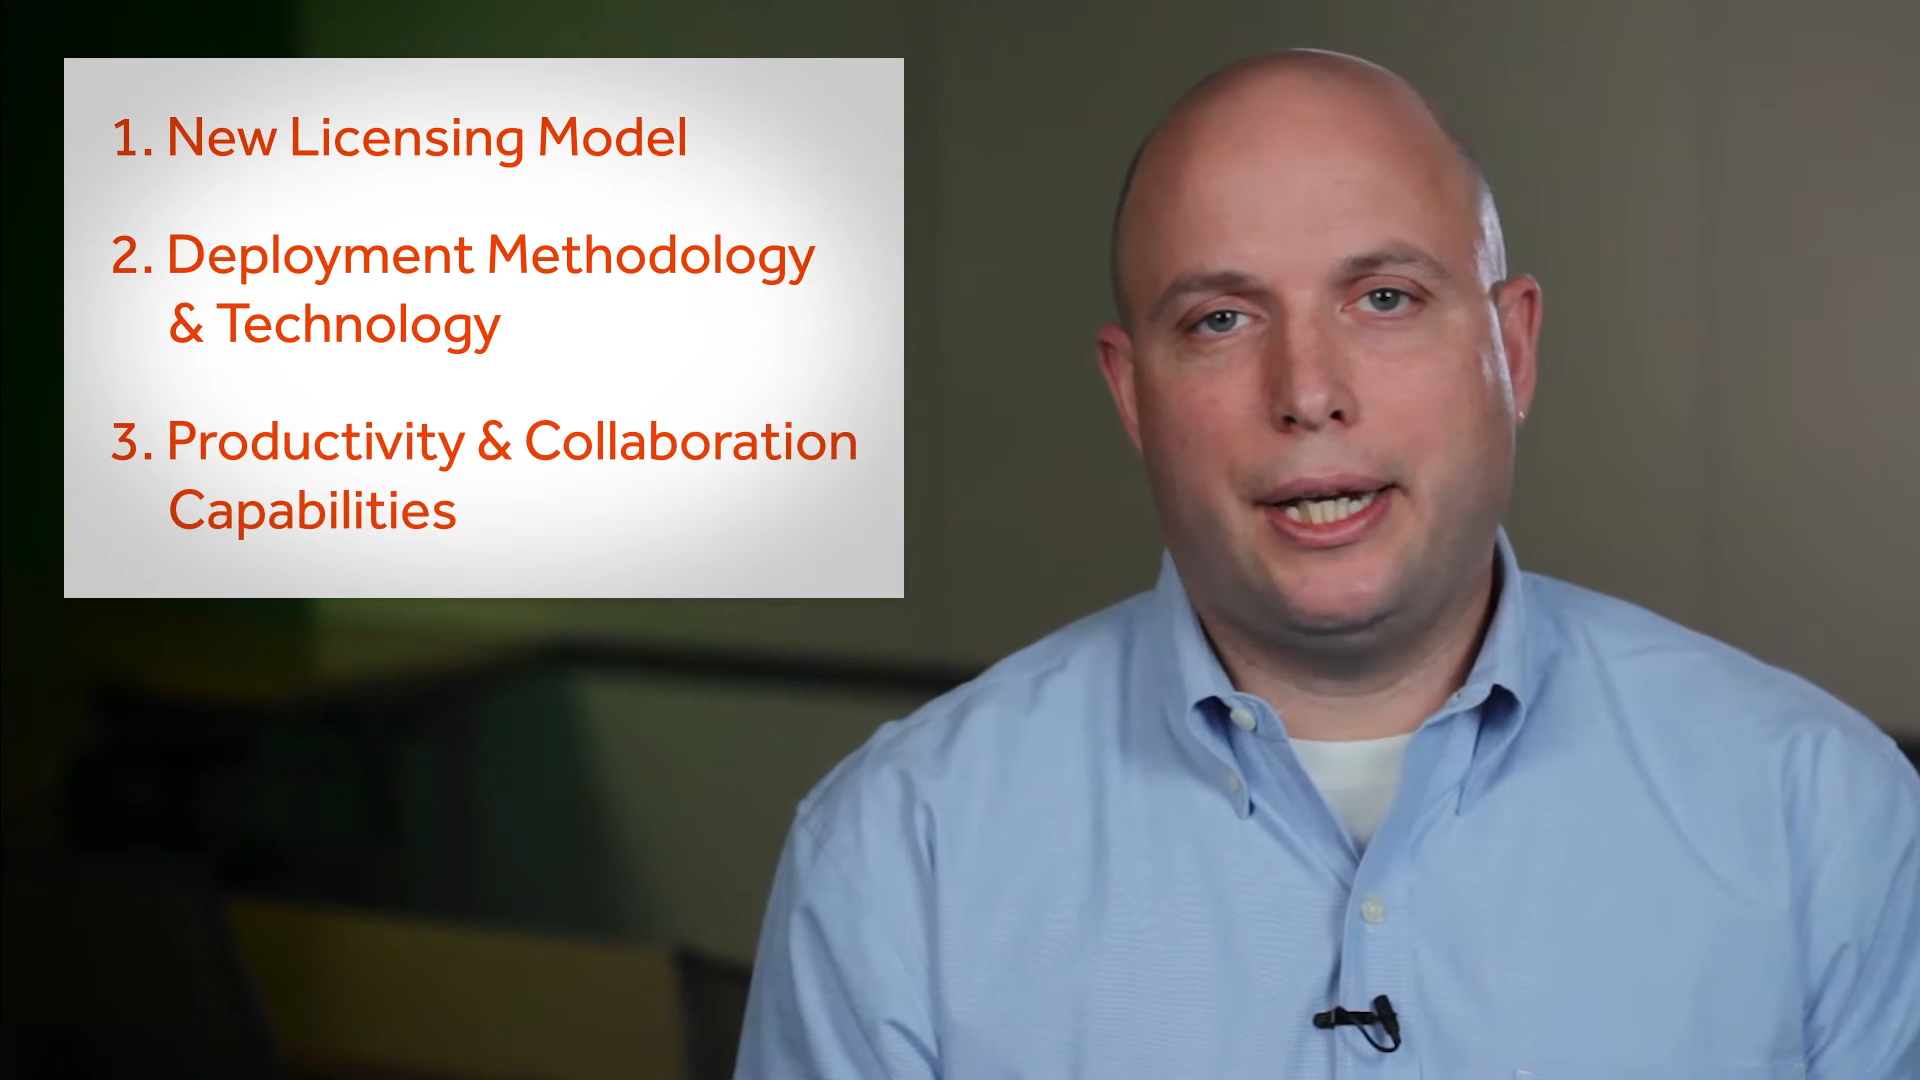 1. New Licensing Model
2. Deployment Methodology
& Technology
3. Productivity & Collaboration
Capabilities